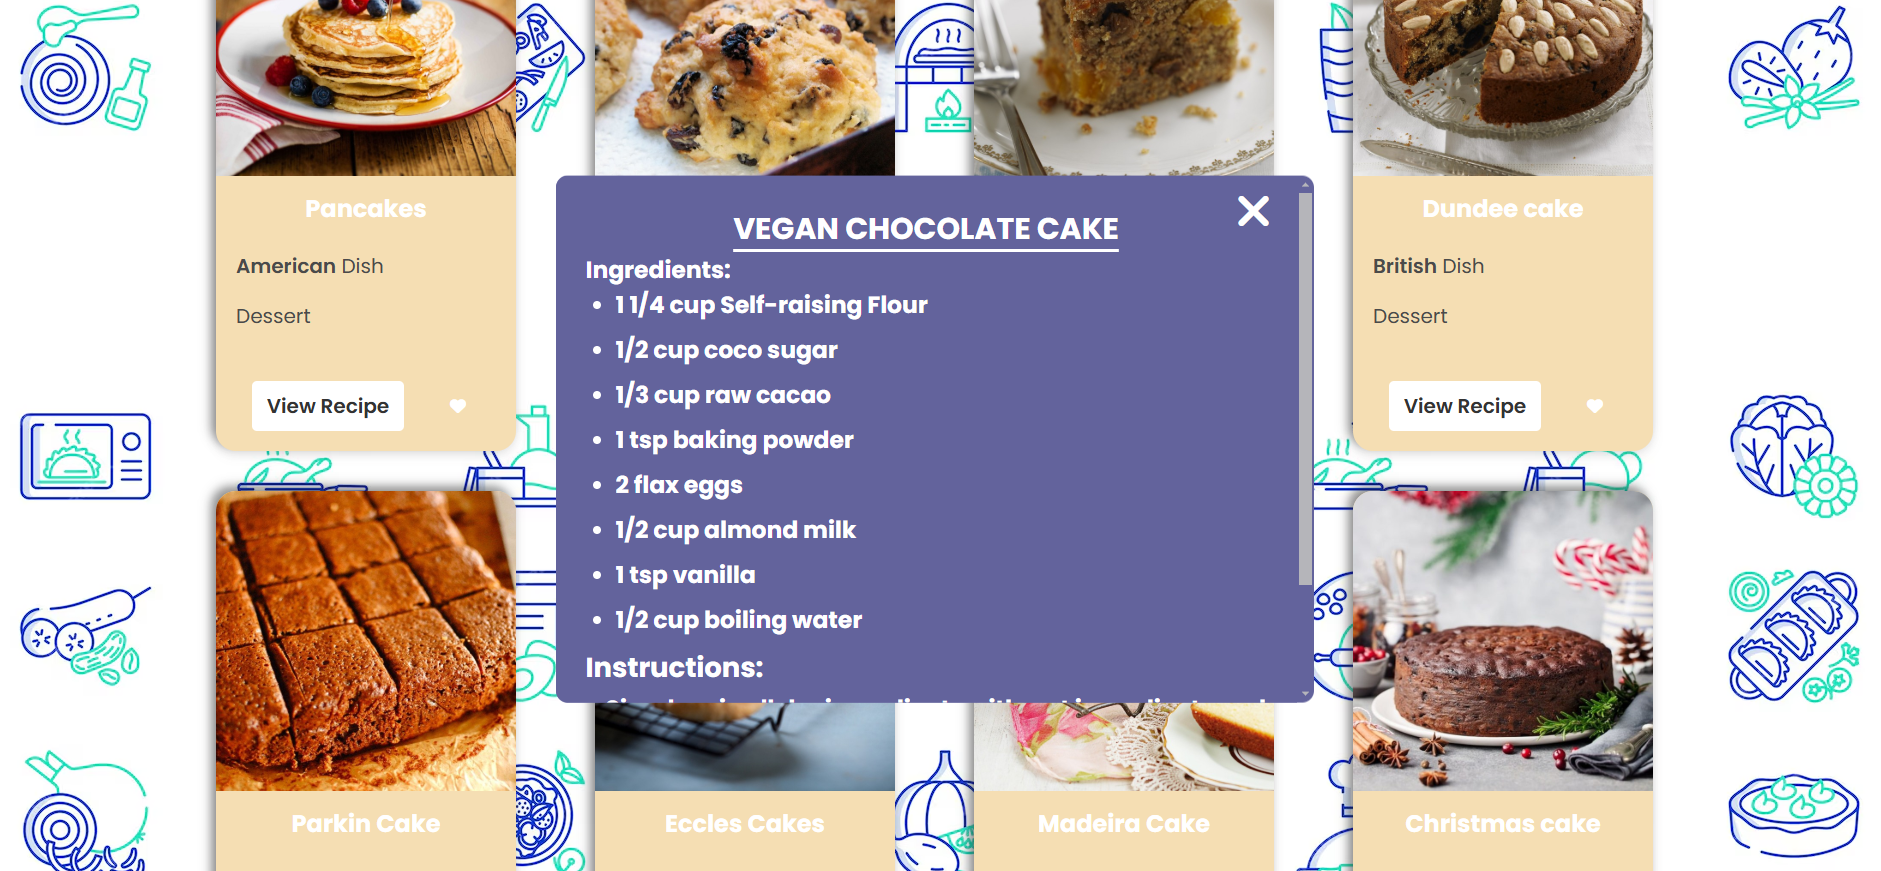 Pancakes
American Dish
Dessert
View Recipe
VEGAN CHOCOLATE CAKE
Ingredients:
1 1/4 cup Self-raising Flour
1/2 cup coco sugar
1/3 cup raw cacao
1 tsp baking powder
2 flax eggs
1/2 cup almond milk
1 tsp vanilla
1/2 cup boiling water
Instructions:
Dundee cake
British Dish
Dessert
View Recipe
Parkin Cake
Eccles Cakes
Madeira Cake
Christmas cake